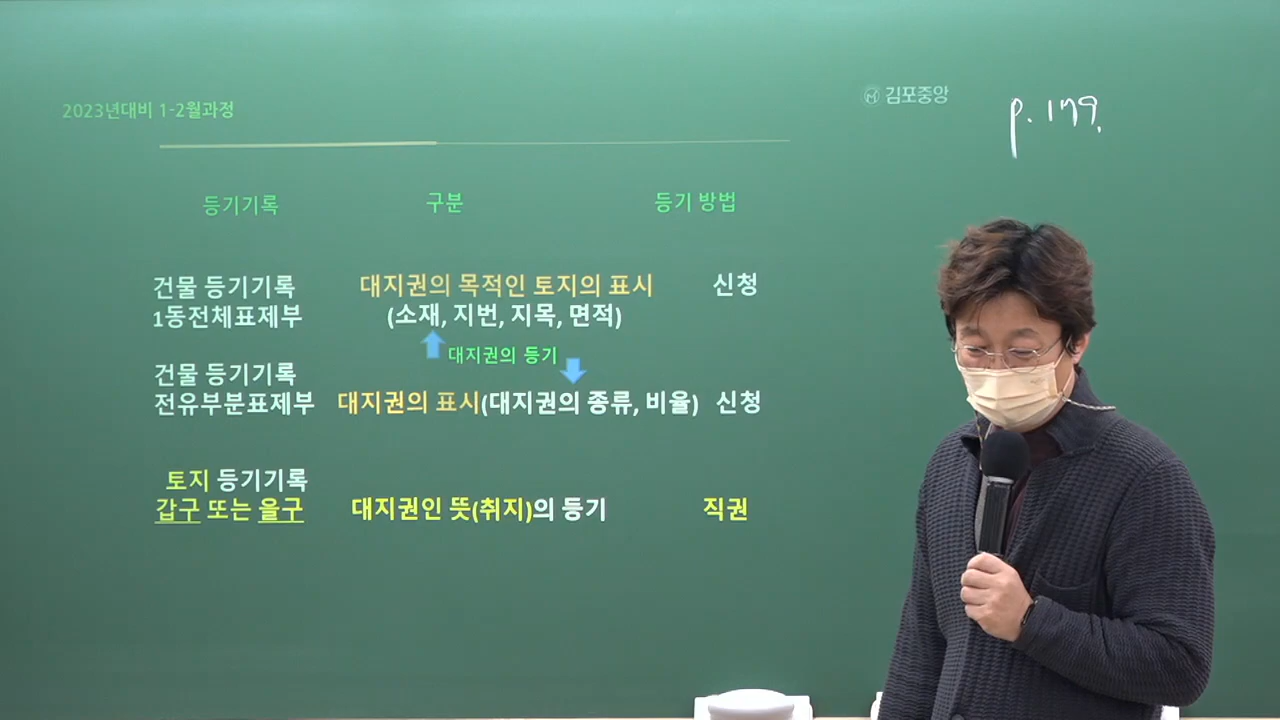 2023년대비 1-2월과정
김포중앙
p. 179.
등기기록 구분 등기 방법
건물 등기기록 대지권의 목적인 토지의 표시 신청
1동전체표제부 (소재, 지번, 지목, 면적)
대지권의 등기
건물 등기기록
전유부분표제부 대지권의 표시(대지권의 종류, 비율) 신청
토지 등기기록
갑구 또는 을구 대지권인 뜻(취지)의 등기 직권